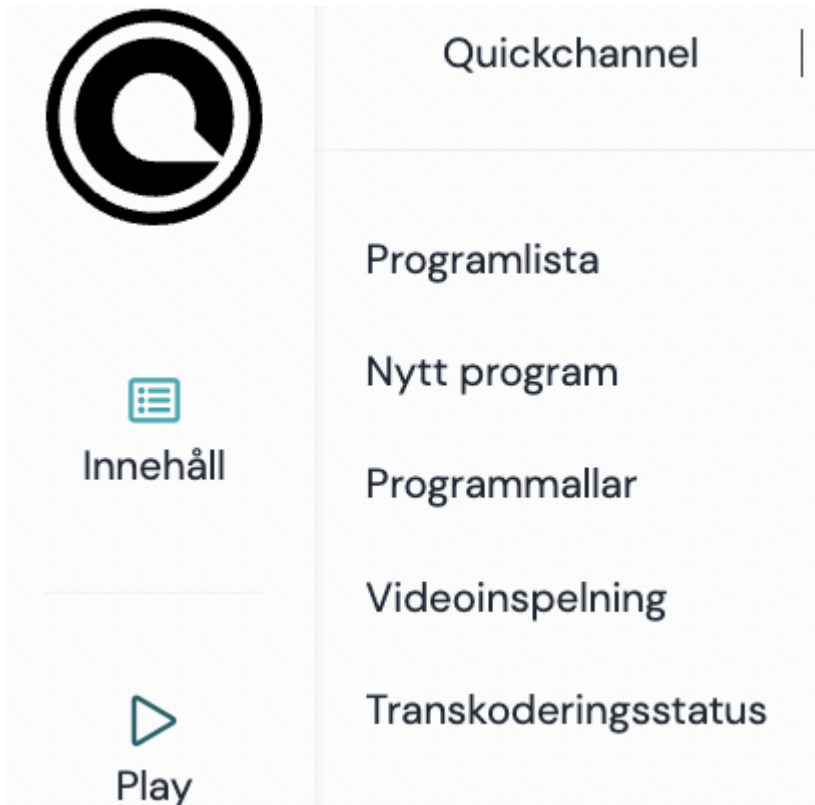 Quickchannel
Programlista
Nytt program
Programmallar
Videoinspelning
Transkoderingsstatus
Innehåll
Play